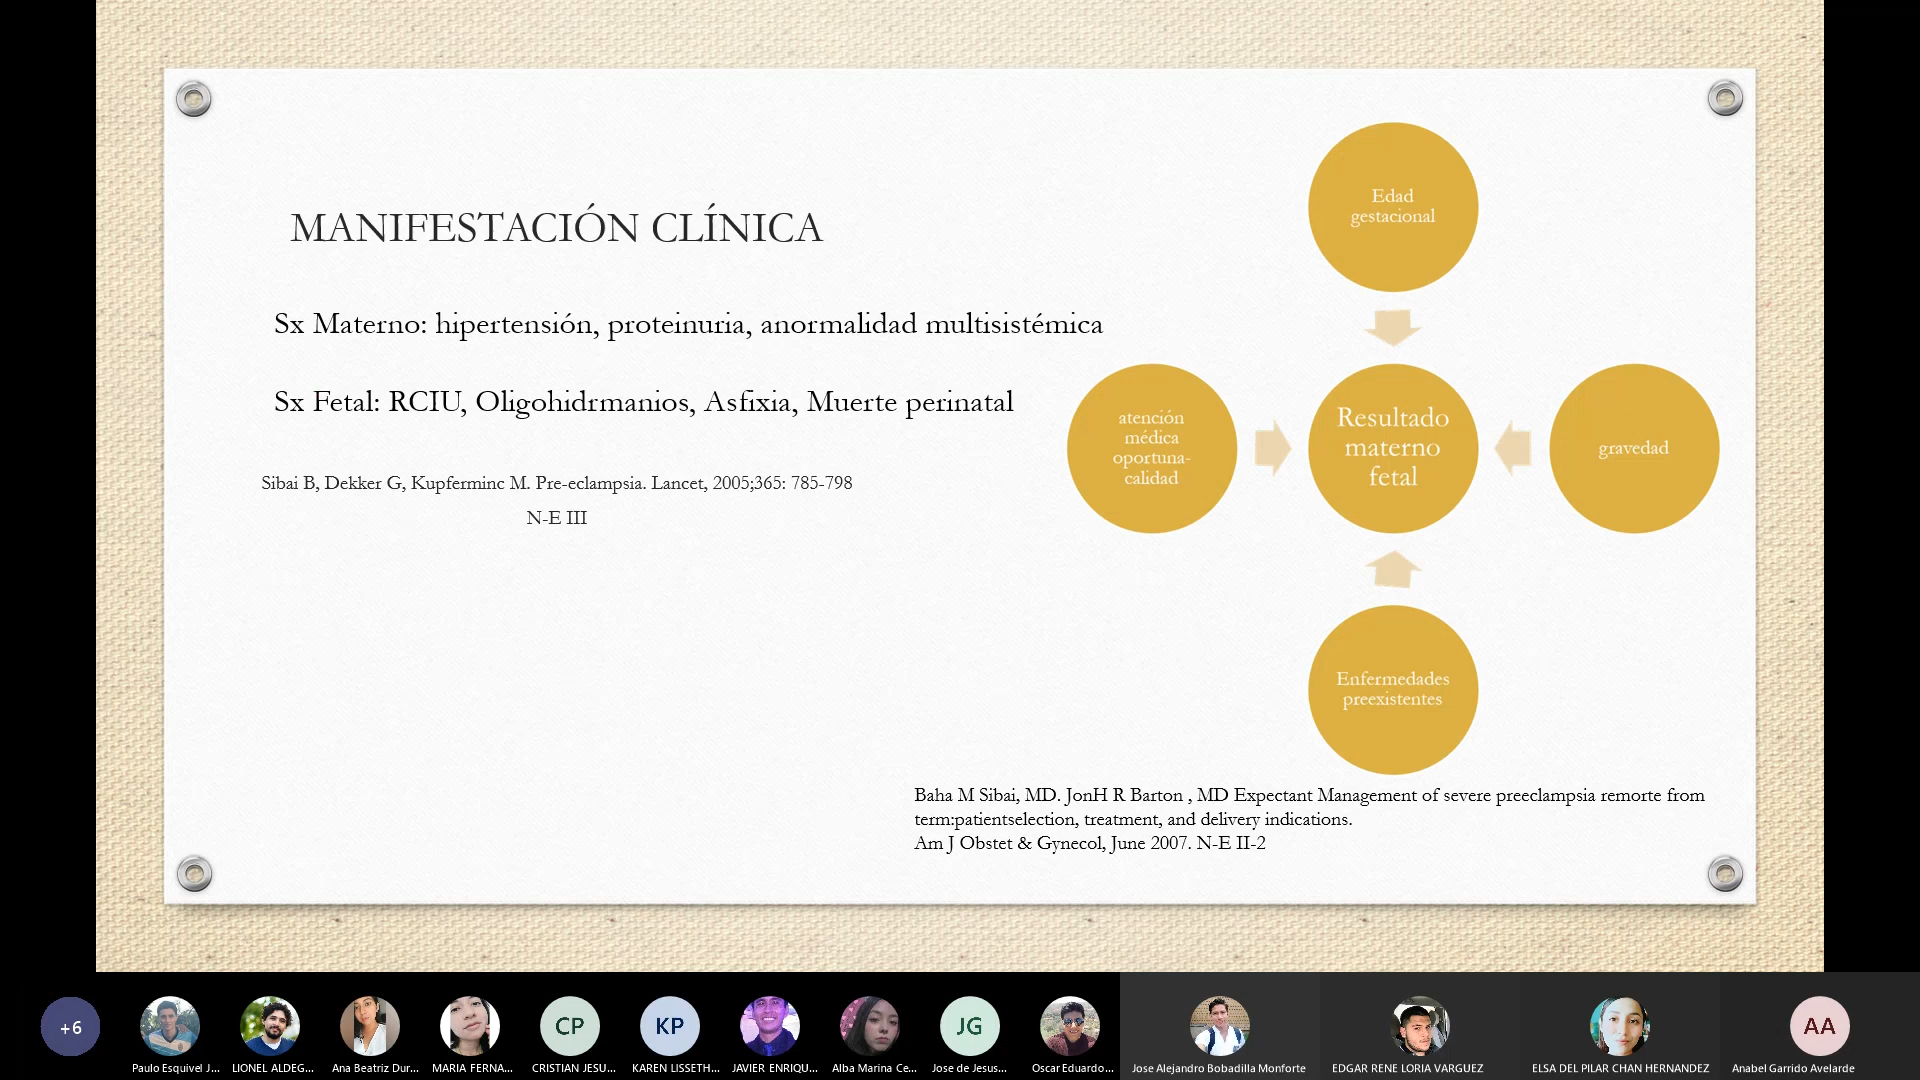 MANIFESTACIÓN CLÍNICA
Sx Materno: hipertensión, proteinuria, anormalidad multisistémica
Sx Fetal: RCIU, Oligohidrmanios, Asfixia, Muerte perinatal
Sibai B, Dekker G, Kupferminc M. Pre-eclampsia. Lancet, 2005;365: 785-798
N-E III
Edad
gestacional
atención
médica
oportuna-
calidad
Resultado
materno
fetal
gravedad
Enfermedades
preexistentes
Baha M Sibai, MD. JonH R Barton , MD Expectant Management of severe preeclampsia remorte from
term:patientselection, treatment, and delivery indications.
Am J Obstet & Gynecol, June 2007. N-E II-2
+6
Paulo Esquivel J...
LIONEL ALDEG...
Ana Beatriz Dur...
MARIA FERNA...
CP
CRISTIAN JESU...
KP
KAREN LISSETH...
JAVIER ENRIQU...
Alba Marina Ce...
JG
Jose de Jesus...
Oscar Eduardo...
Jose Alejandro Bobadilla Monforte
EDGAR RENE LORIA VARGUEZ
ELSA DEL PILAR CHAN HERNANDEZ
AA
Anabel Garrido Avelarde